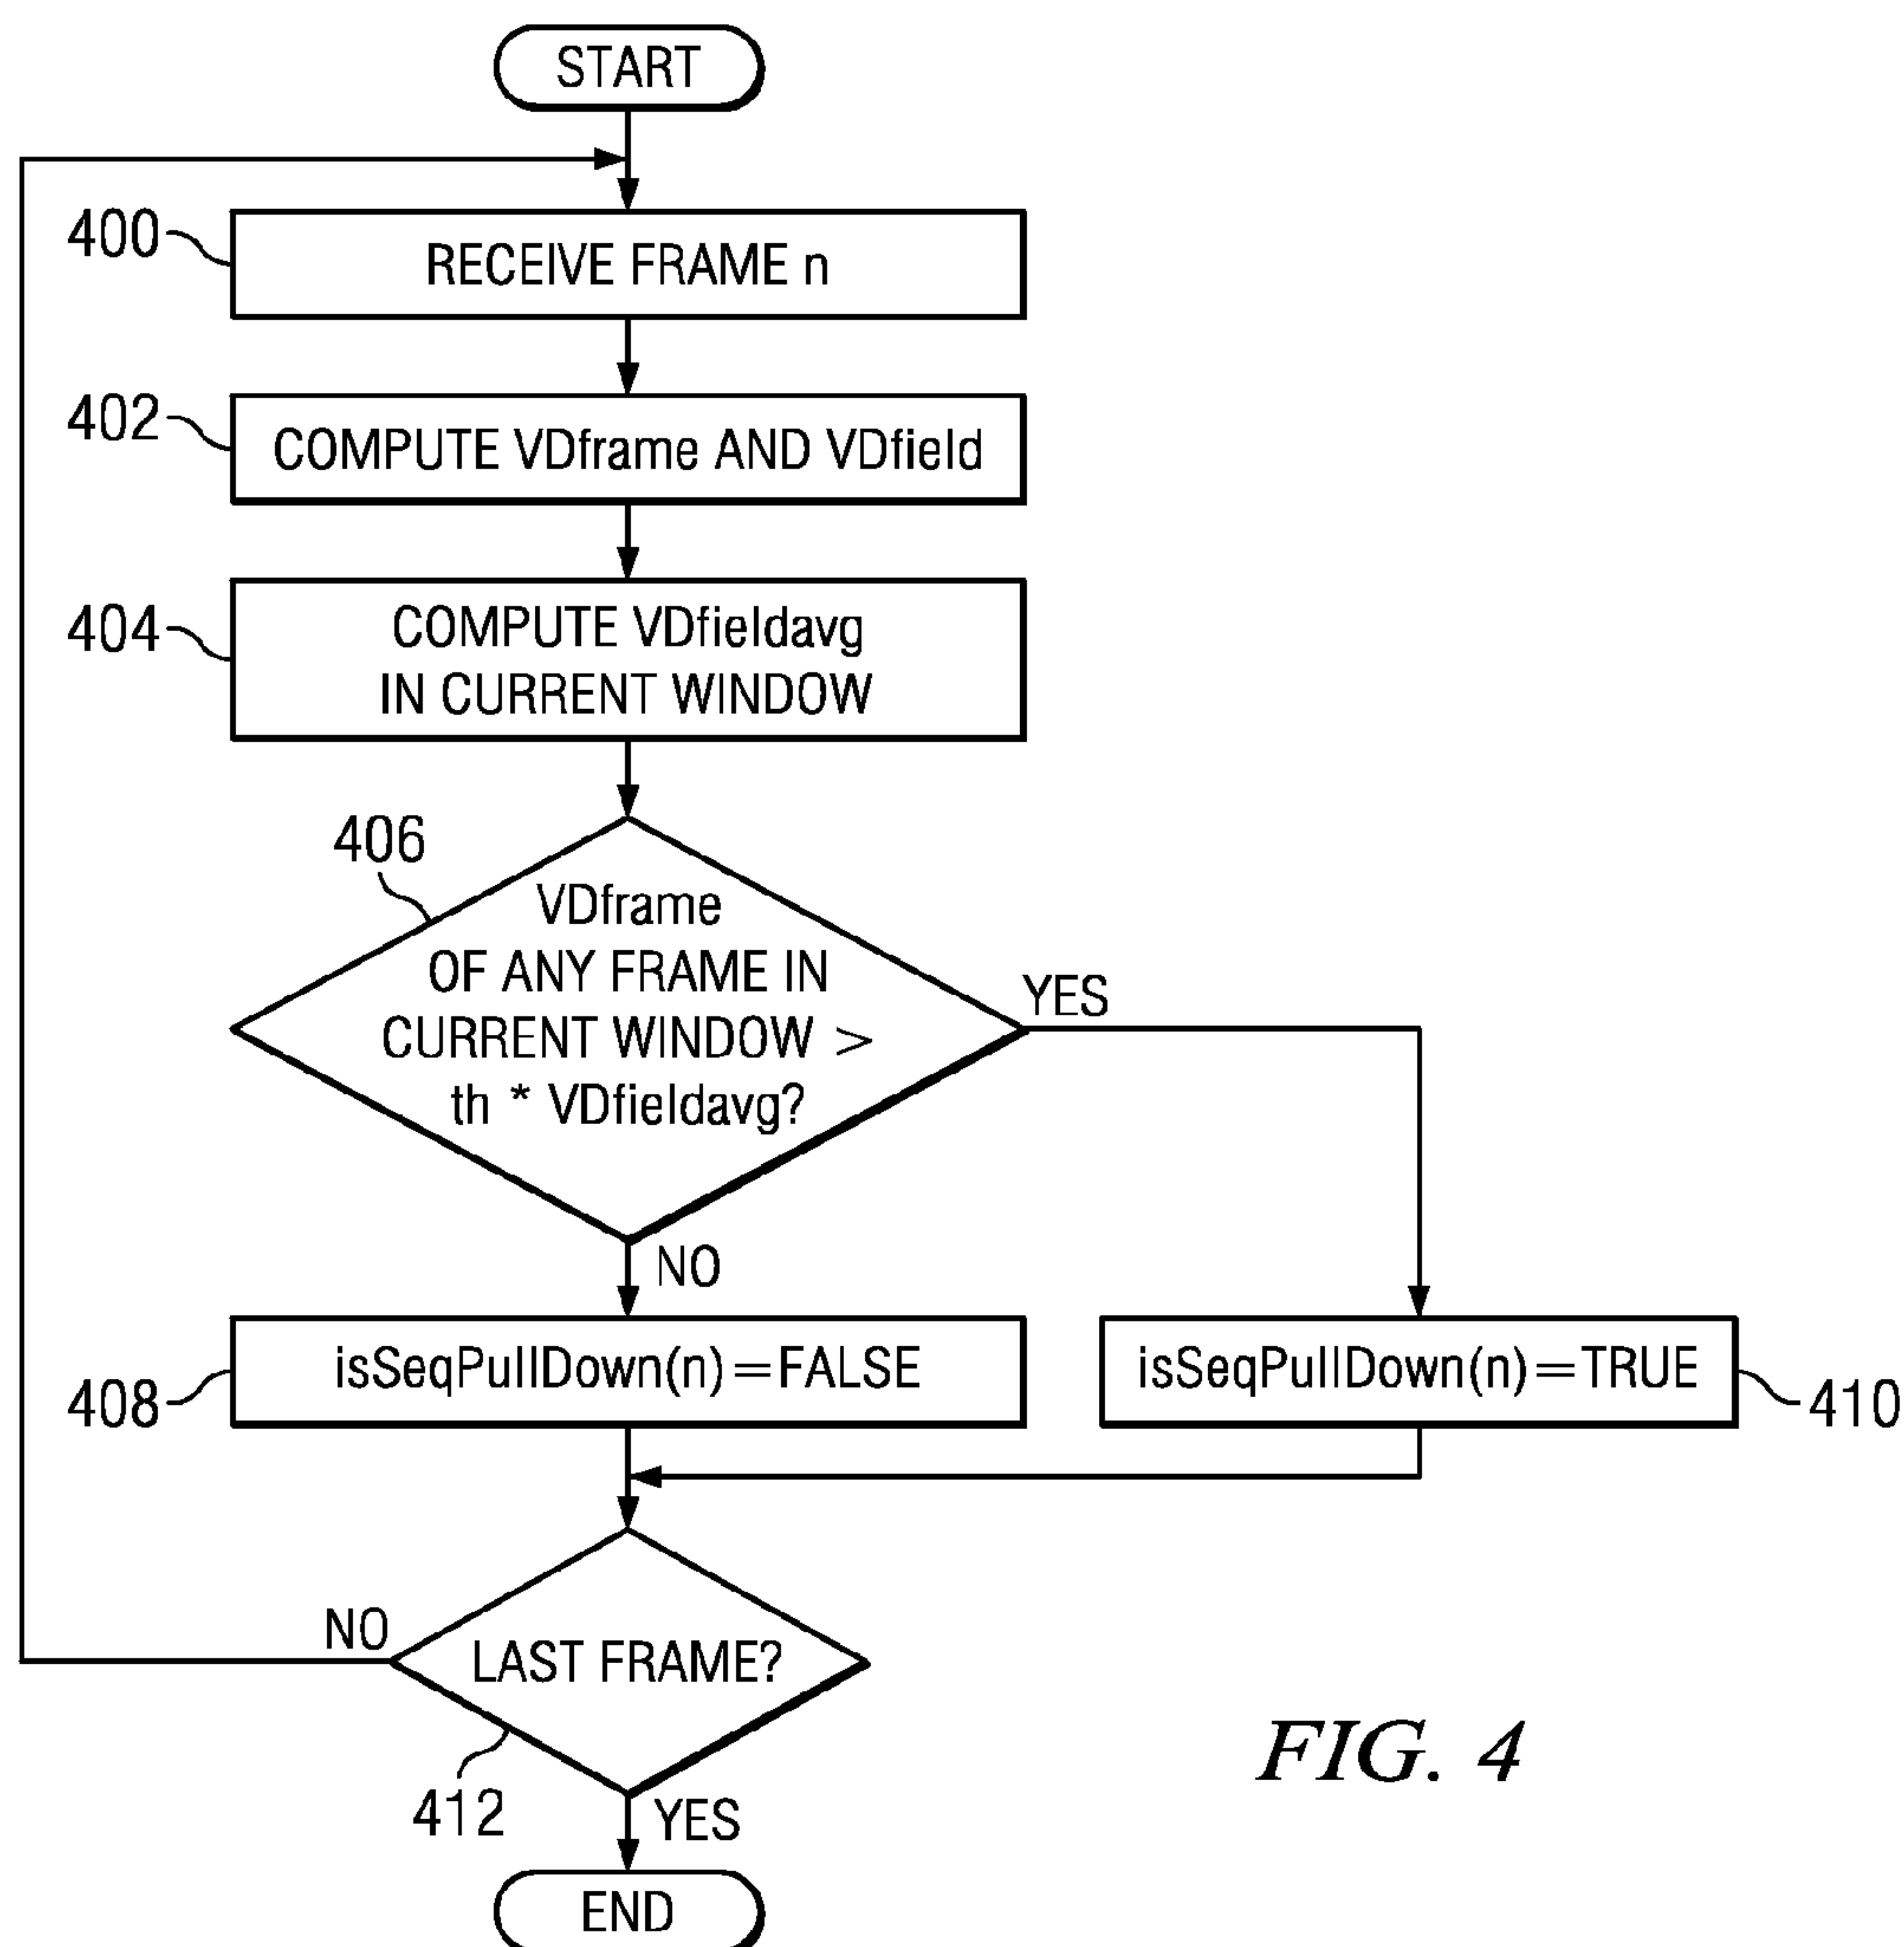 START
400
RECEIVE FRAME n
402
COMPUTE VDframe AND VDfield
404
COMPUTE VDfieldavg
IN CURRENT WINDOW
406
VDframe
OF ANY FRAME IN
CURRENT WINDOW >
th * VDfieldavg?
YES
NO
408
isSeqPullDown(n)=FALSE
isSeqPullDown(n)=TRUE
410
NO
LAST FRAME?
412
YES
END
FIG. 4